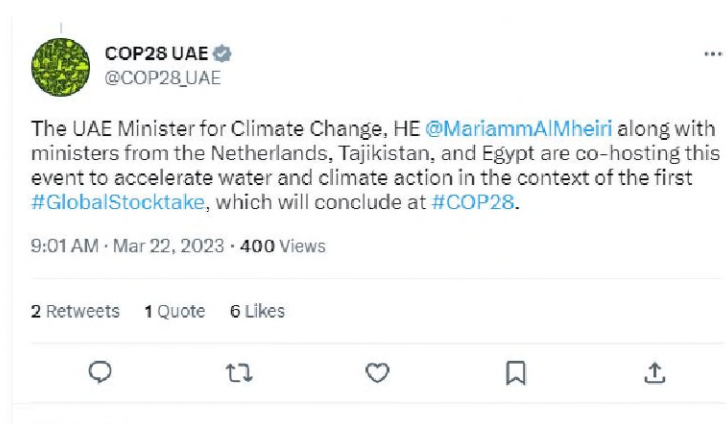 COP28 UAE
@COP28_UAE
The UAE Minister for Climate Change, HE @MariammAlMheiri along with
ministers from the Netherlands, Tajikistan, and Egypt are co-hosting this
event to accelerate water and climate action in the context of the first
#GlobalStocktake, which will conclude at #COP28.
9:01 AM · Mar 22, 2023 · 400 Views
2 Retweets 1 Quote 6 Likes